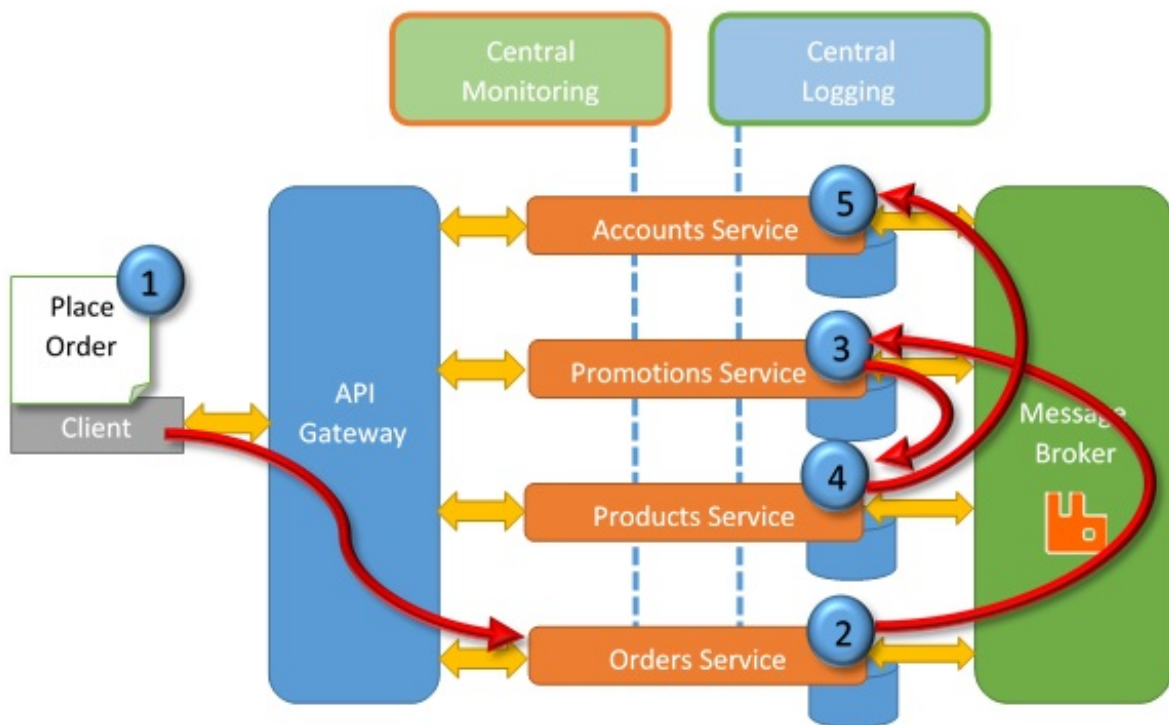 Central
Monitoring
Central
Logging
5
Accounts Service
1
Place
Order
Client
API
Gateway
3
Promotions Service
Message
Broker
4
Products Service
2
Orders Service